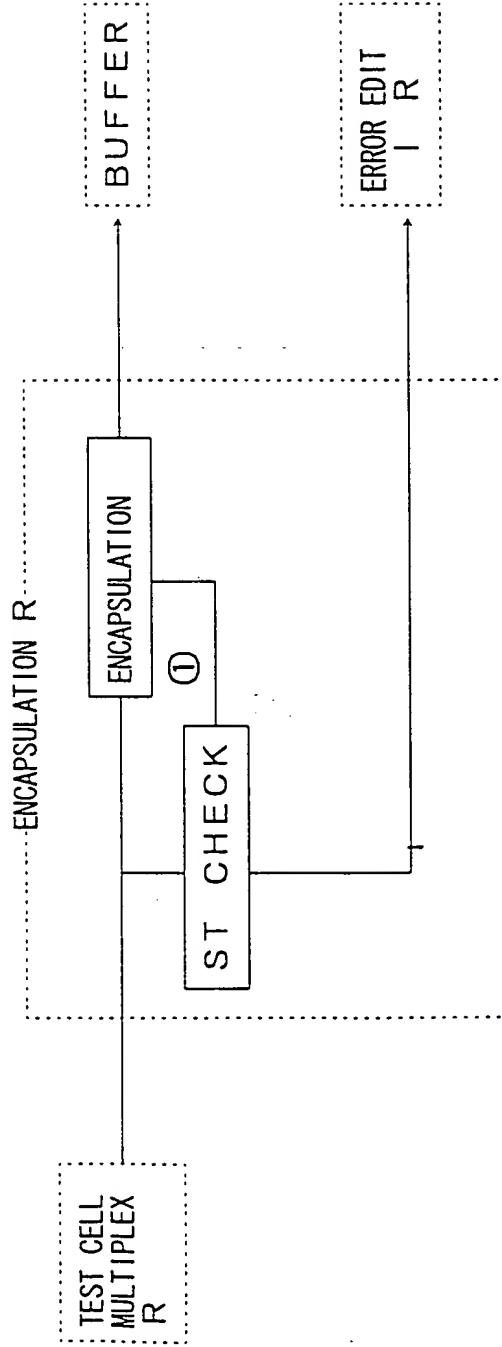 TEST CELL
MULTIPLEX
R
ENCAPSULATION R
ENCAPSULATION
①
ST CHECK
BUFFER
ERROR EDIT
I R